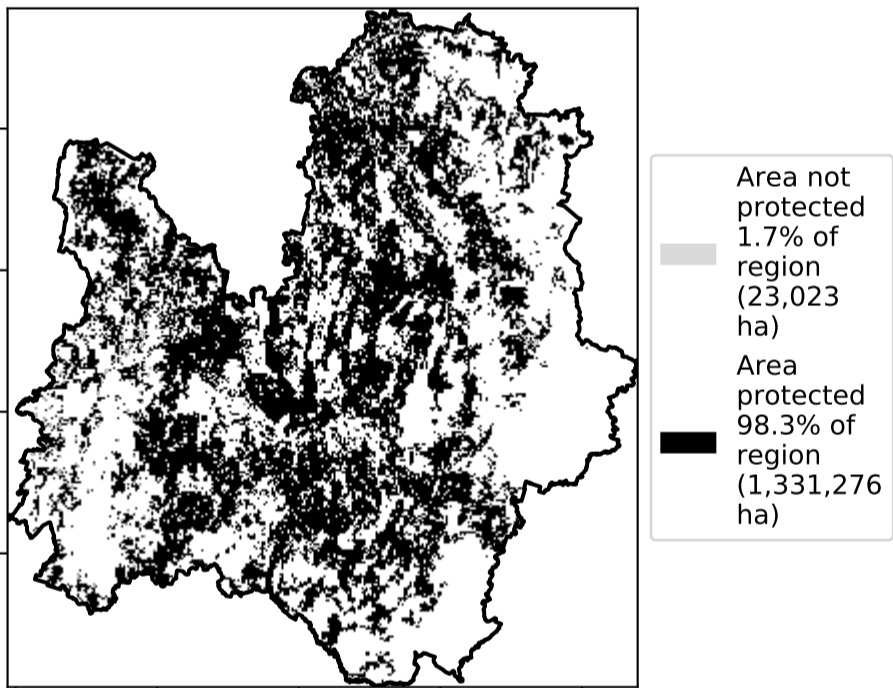 Area not
protected
1.7% of
region
(23,023
ha)
Area
protected
98.3% of
region
(1,331,276
ha)